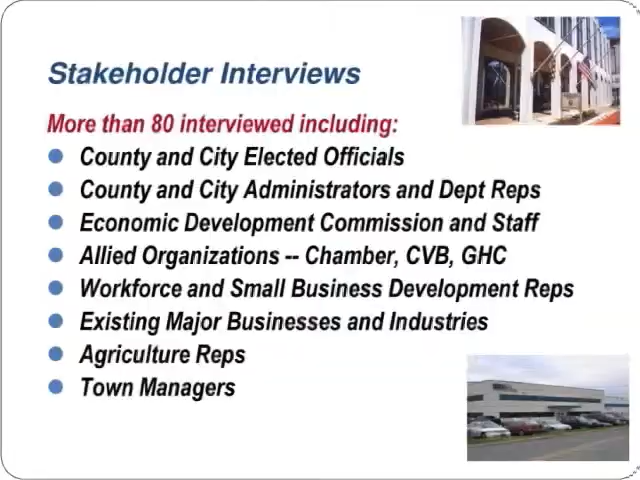 Stakeholder Interviews
More than 80 interviewed including:
County and City Elected Officials
County and City Administrators and Dept Reps
Economic Development Commission and Staff
Allied Organizations -- Chamber, CVB, GHC
Workforce and Small Business Development Reps
Existing Major Businesses and Industries
Agriculture Reps
Town Managers